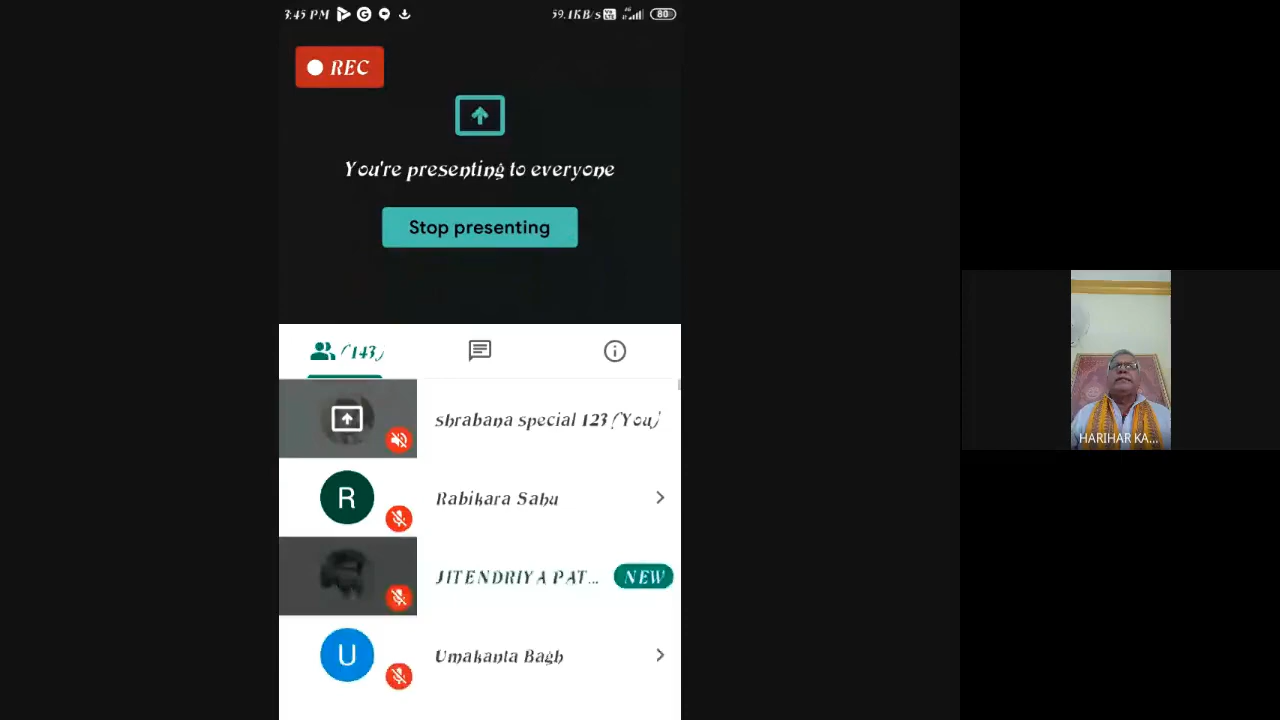 3:45 PM 59.1KB/s 80
REC
You're presenting to everyone
Stop presenting
(143)
shrabana special 123 (You)
R Rabikara Sahu
JITENDRIYA PAT... NEW
U Umakanta Bagh
HARIHAR KA...